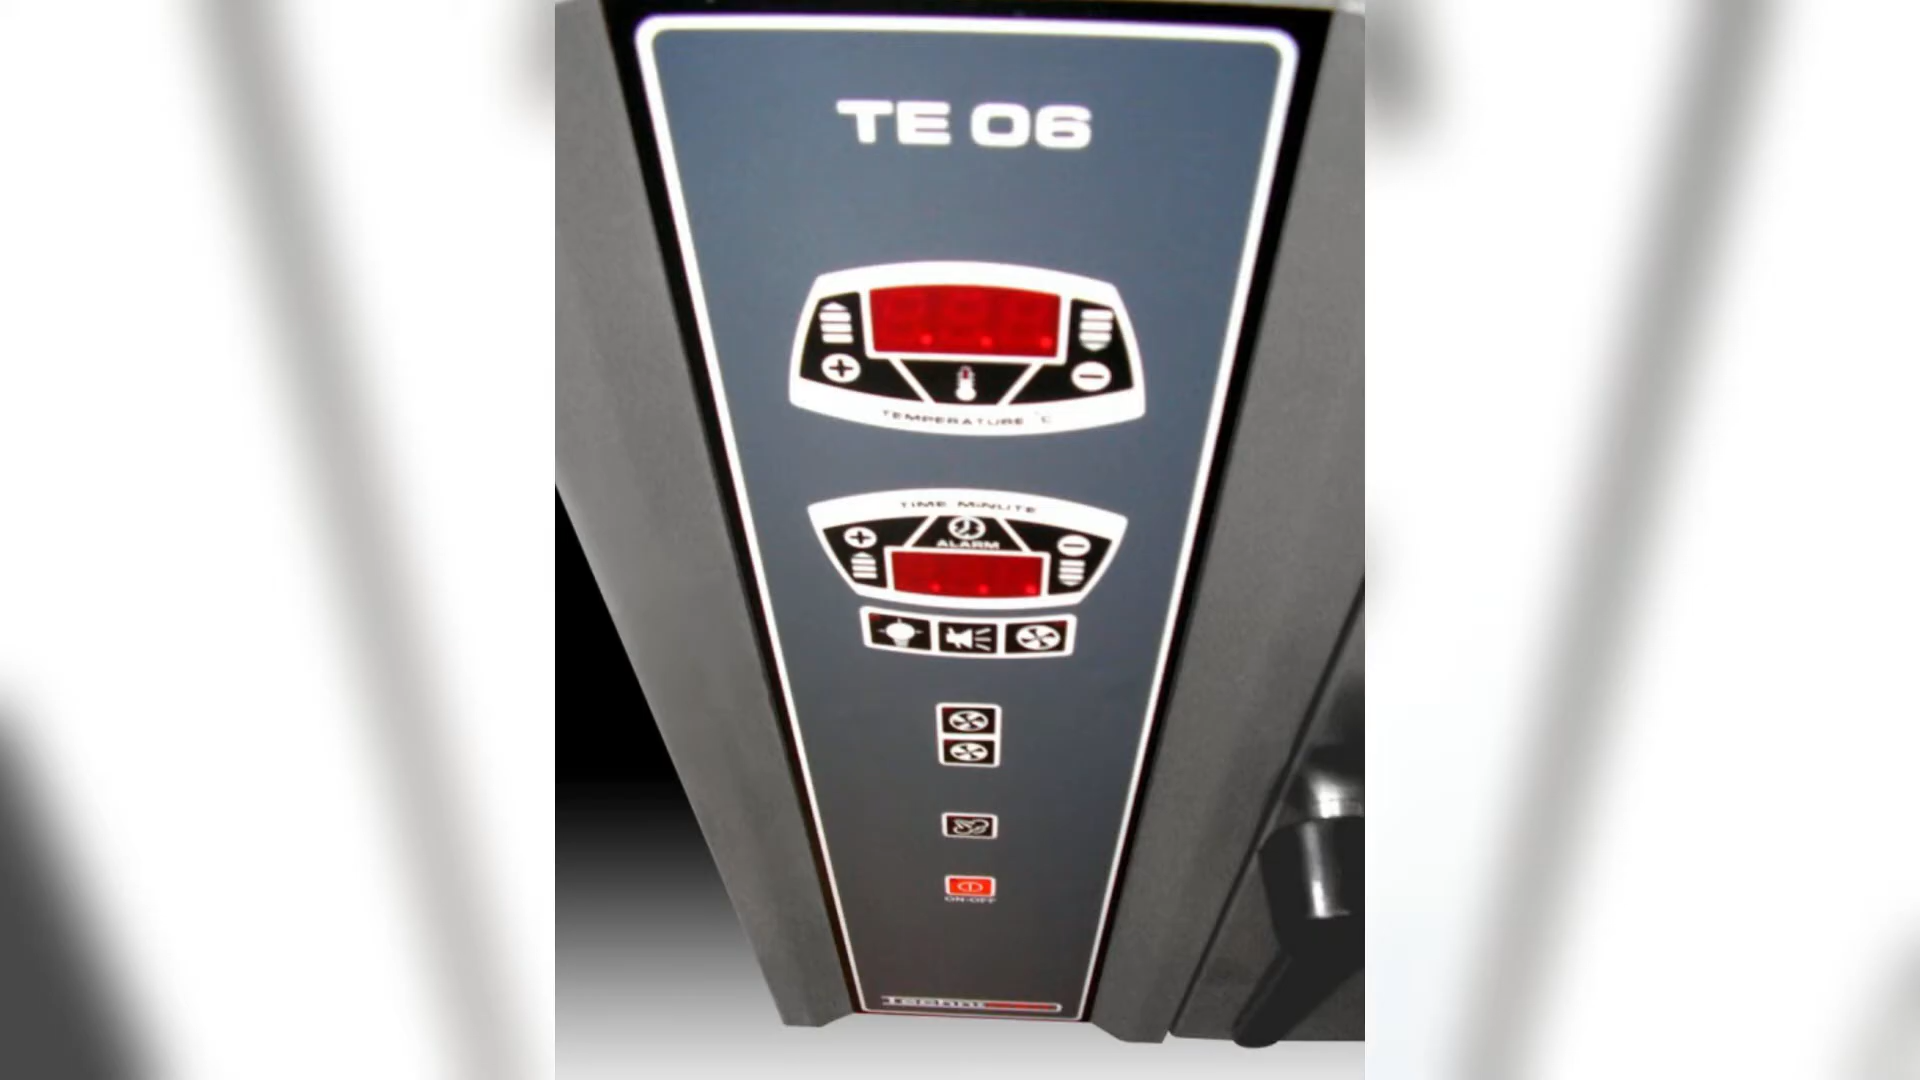 TE 06
TEMPERATURE °C
TIME MINUTE
ALARM
ON-OFF